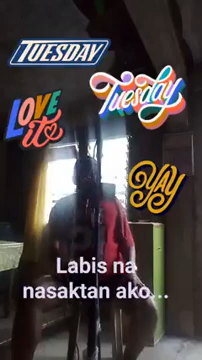 TUESDAY
Tuesday
LOVE
it
YAY
Labis na
nasaktan ako...